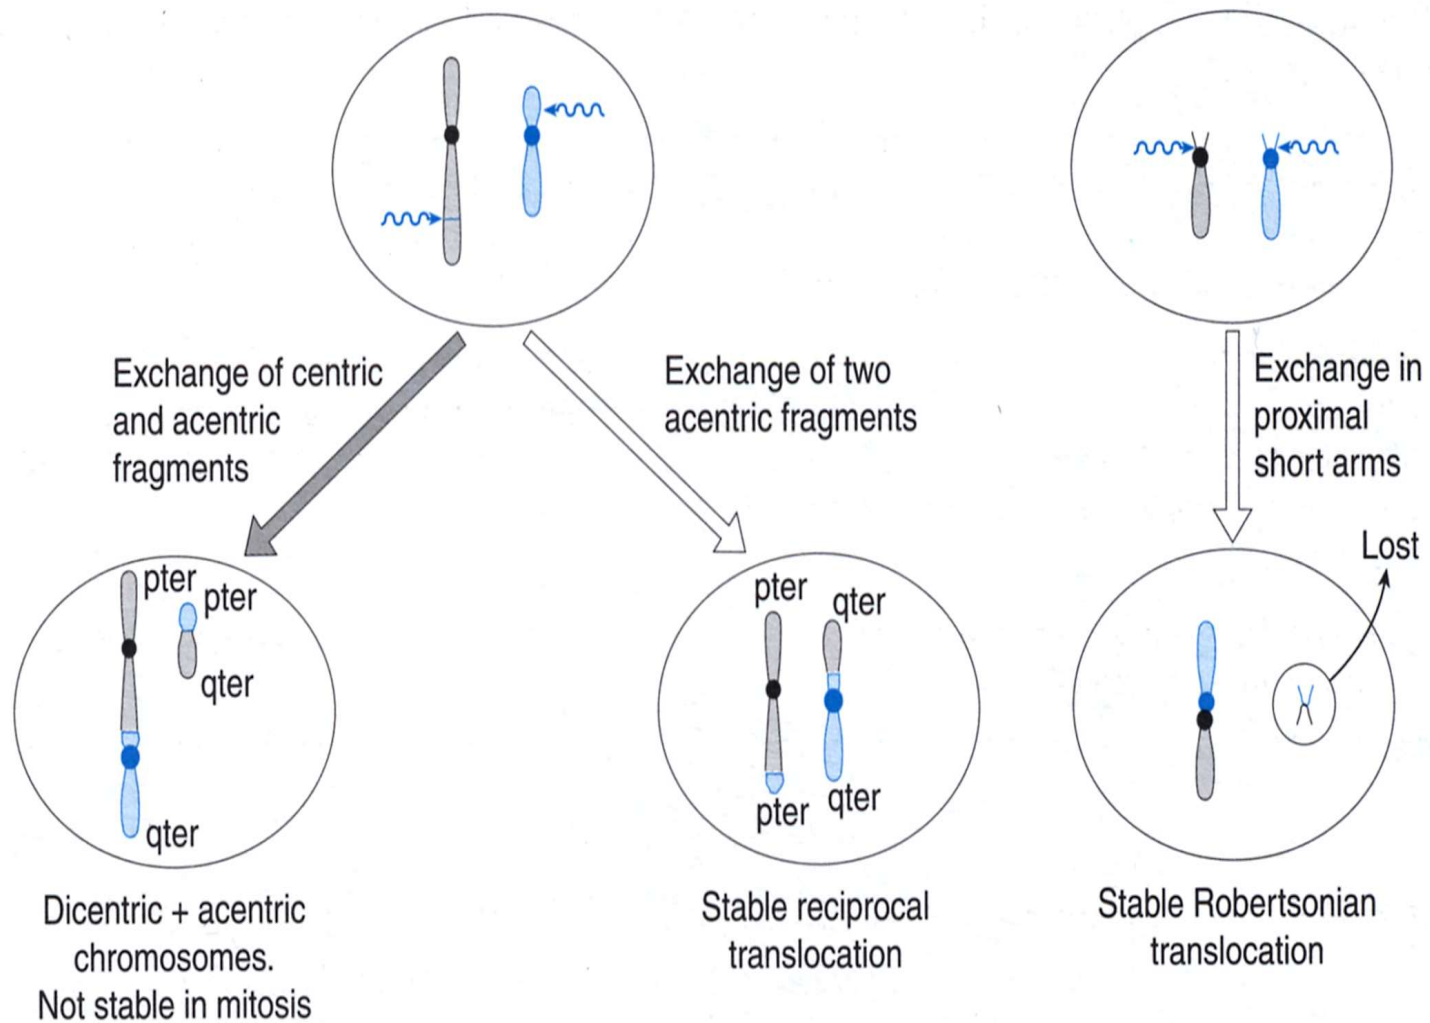 Exchange of centric
and acentric
fragments
Exchange of two
acentric fragments
Exchange in
proximal
short arms
Lost
pter
pter
qter
qter
pter
qter
pter
qter
Dicentric + acentric
chromosomes.
Not stable in mitosis
Stable reciprocal
translocation
Stable Robertsonian
translocation